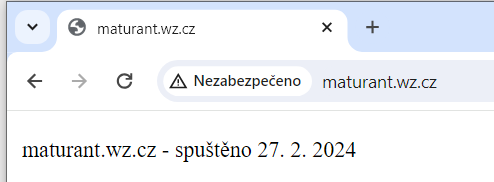 maturant.wz.cz
Nezabezpečeno maturant.wz.cz
maturant.wz.cz - spuštěno 27. 2. 2024